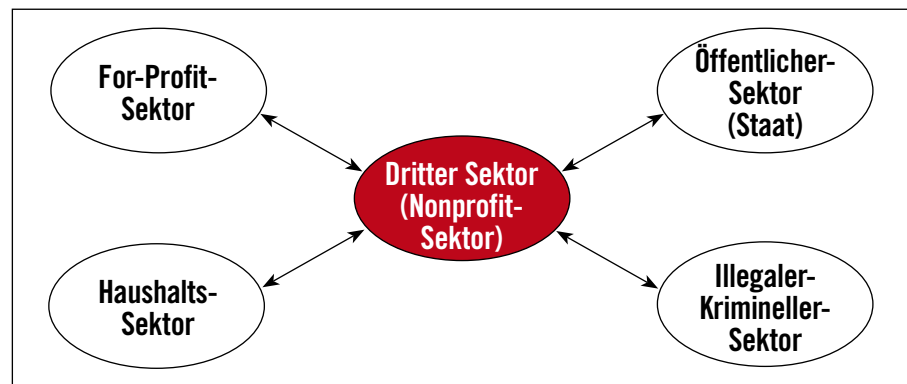 For-Profit-
Sektor
Öffentlicher-
Sektor
(Staat)
Dritter Sektor
(Nonprofit-
Sektor)
Haushalts-
Sektor
Illegaler-
Krimineller-
Sektor